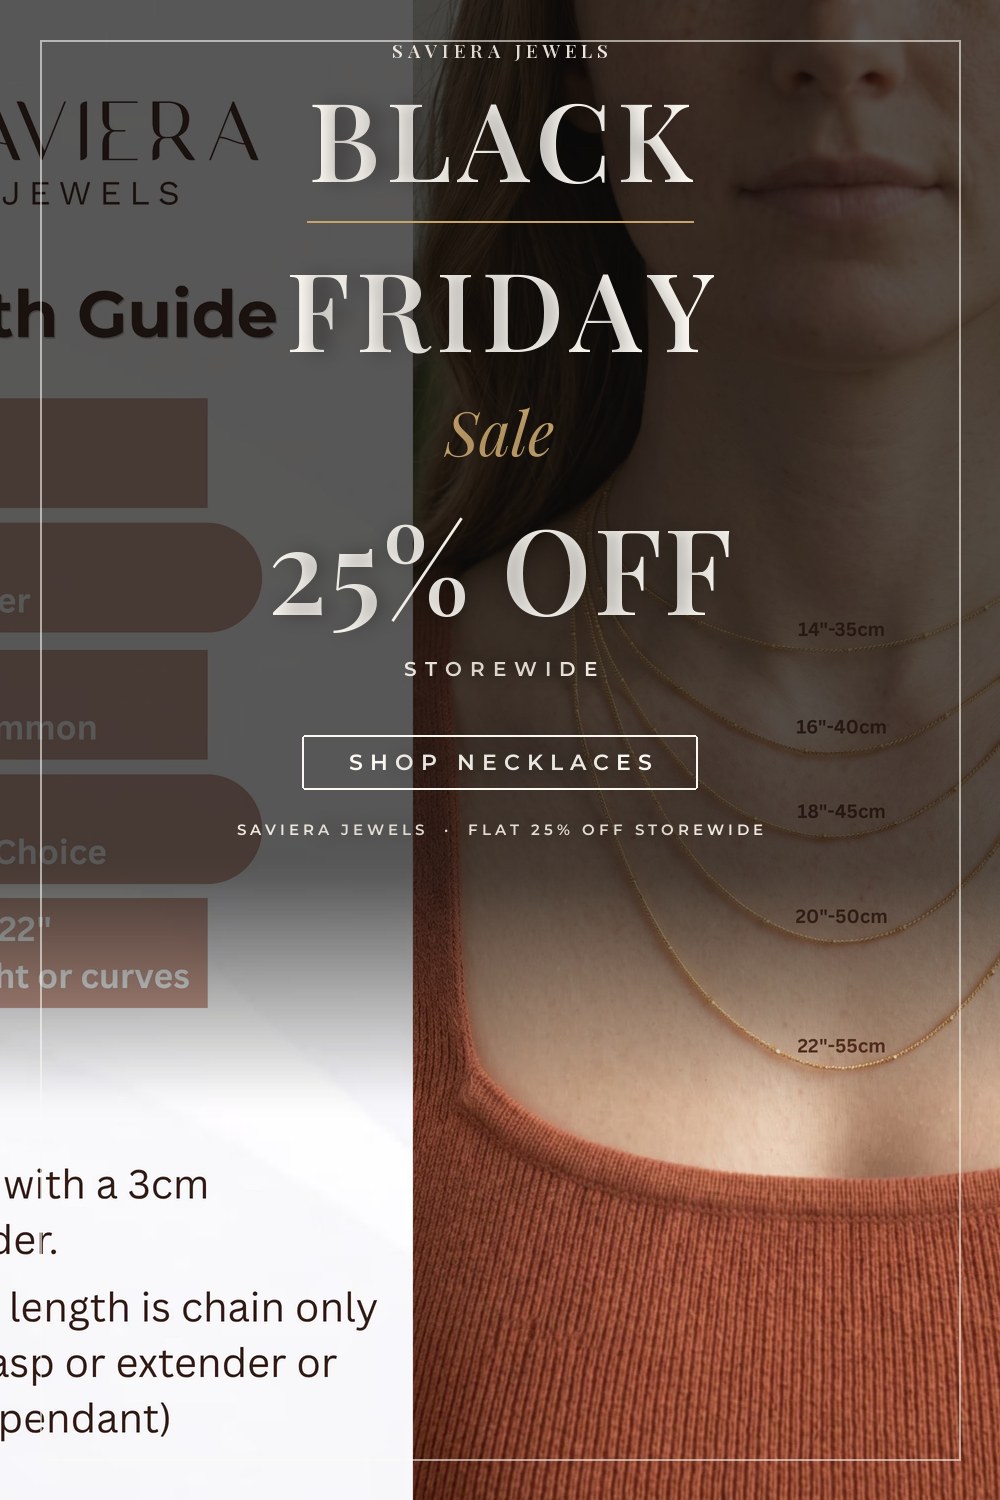 SAVIERA JEWELS
BLACK
FRIDAY
Sale
25% OFF
STOREWIDE
SHOP NECKLACES
SAVIERA JEWELS · FLAT 25% OFF STOREWIDE
AVIERA
JEWELS
th Guide
er
mmon
Choice
22"
ht or curves
with a 3cm
der.
length is chain only
asp or extender or
pendant)
14"-35cm
16"-40cm
18"-45cm
20"-50cm
22"-55cm